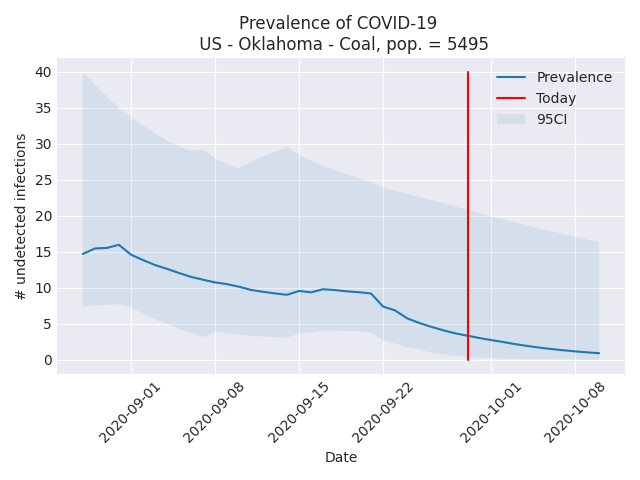 Prevalence of COVID-19
US - Oklahoma - Coal, pop. = 5495
40
35
30
25
20
15
10
5
0
# undetected infections
Prevalence
Today
95CI
2020-09-01
2020-09-08
2020-09-15
2020-09-22
2020-10-01
2020-10-08
Date